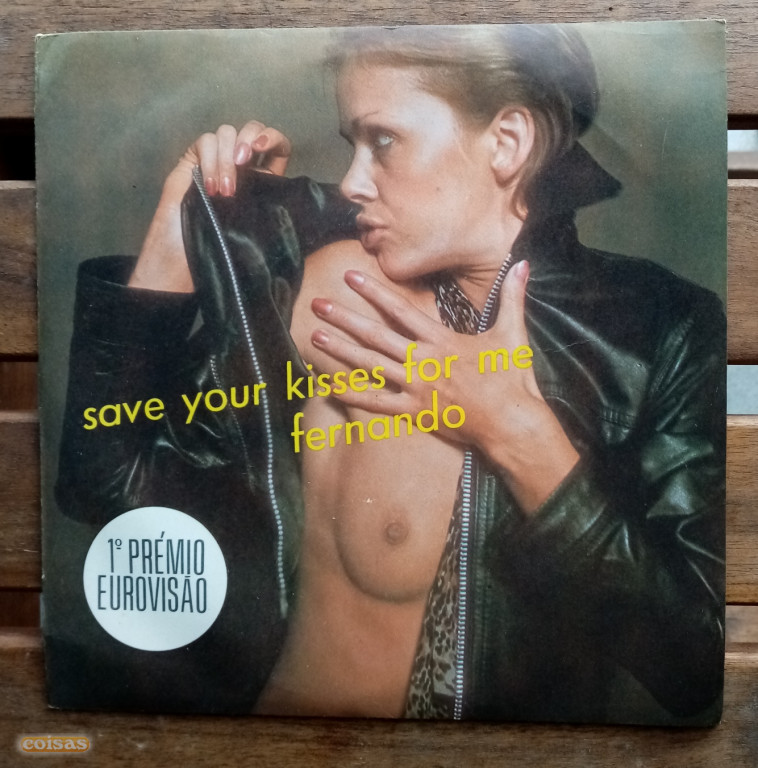 save your kisses for me
fernando
1º PRÉMIO
EUROVISÃO
coisas